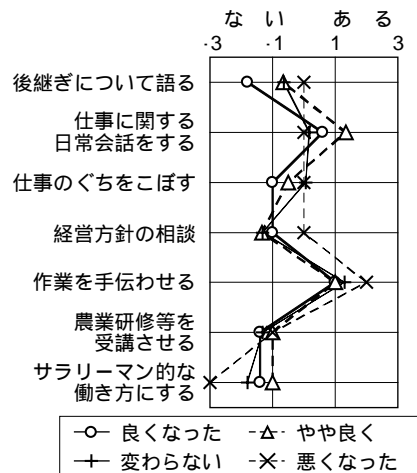 ない ある
-3 -1 1 3
後継ぎについて語る
仕事に関する
日常会話をする
仕事のぐちをこぼす
経営方針の相談
作業を手伝わせる
農業研修等を
受講させる
サラリーマン的な
働き方にする
良くなった やや良く
変わらない 悪くなった